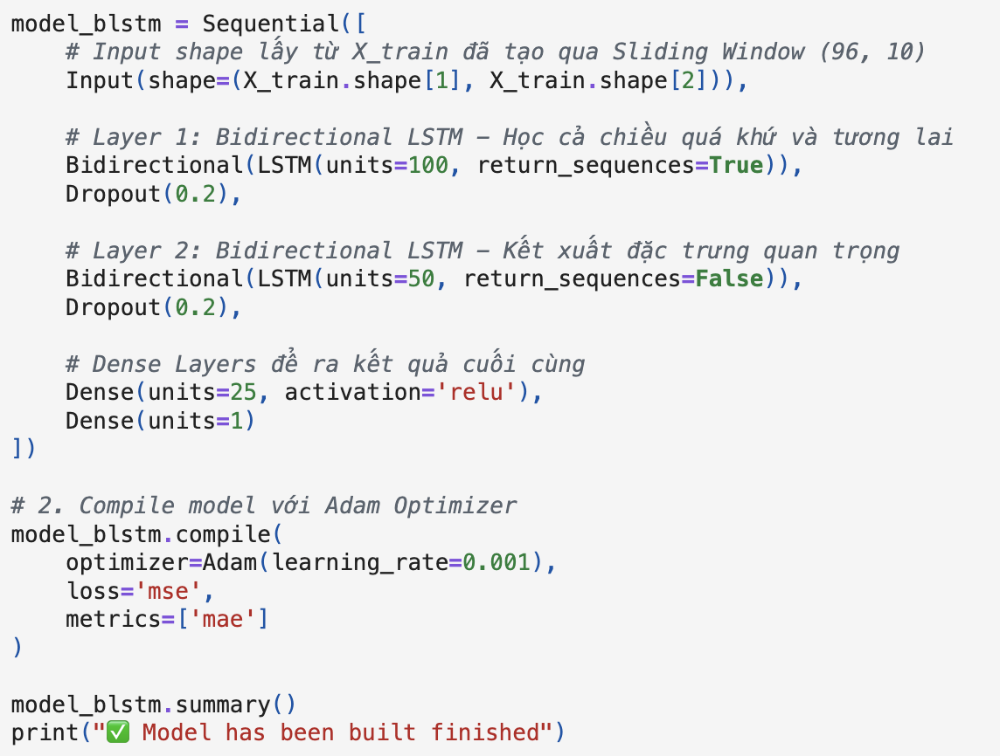 model_blstm = Sequential([
    # Input shape lấy từ X_train đã tạo qua Sliding Window (96, 10)
    Input(shape=(X_train.shape[1], X_train.shape[2])),

    # Layer 1: Bidirectional LSTM – Học cả chiều quá khứ và tương lai
    Bidirectional(LSTM(units=100, return_sequences=True)),
    Dropout(0.2),

    # Layer 2: Bidirectional LSTM – Kết xuất đặc trưng quan trọng
    Bidirectional(LSTM(units=50, return_sequences=False)),
    Dropout(0.2),

    # Dense Layers để ra kết quả cuối cùng
    Dense(units=25, activation='relu'),
    Dense(units=1)
])

# 2. Compile model với Adam Optimizer
model_blstm.compile(
    optimizer=Adam(learning_rate=0.001),
    loss='mse',
    metrics=['mae']
)

model_blstm.summary()
print("✅ Model has been built finished")